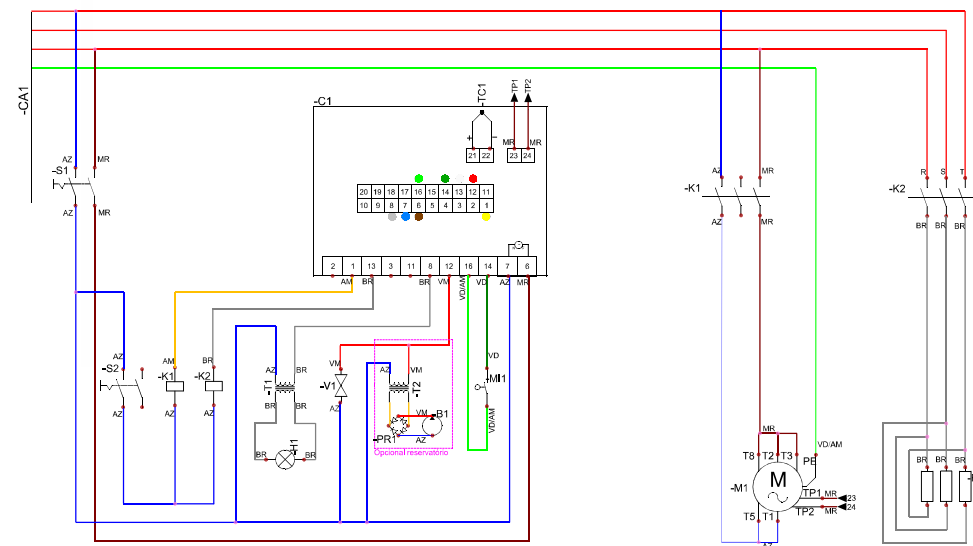 -CA1
-C1
-TC1
TP1
TP2
+
−
MR
MR
21 22
23 24
AZ
MR
-S1
AZ
MR
20 19 18 17 16 15 14 13 12 11
10 9 8 7 6 5 4 3 2 1
2 1 13 3 11 8 12 16 14 7 6
AM
BR
BR
VM
VD/AM
VD
AZ
MR
AZ
MR
-K1
AZ
MR
R
S
T
-K2
BR
BR
BR
AZ
-S2
AZ
AM
-K1
AZ
BR
-K2
AZ
AZ
BR
-T1
BR
BR
BR
BR
-H1
VM
-V1
AZ
AZ
VM
-T2
VM
-B1
-PR1
AZ
Opcional reservatório
VD
-MI1
VD/AM
MR
T8
T2
T3
PE
VD/AM
-M1
M
TP1
MR
23
TP2
MR
24
T5
T1
AZ
BR
BR
BR